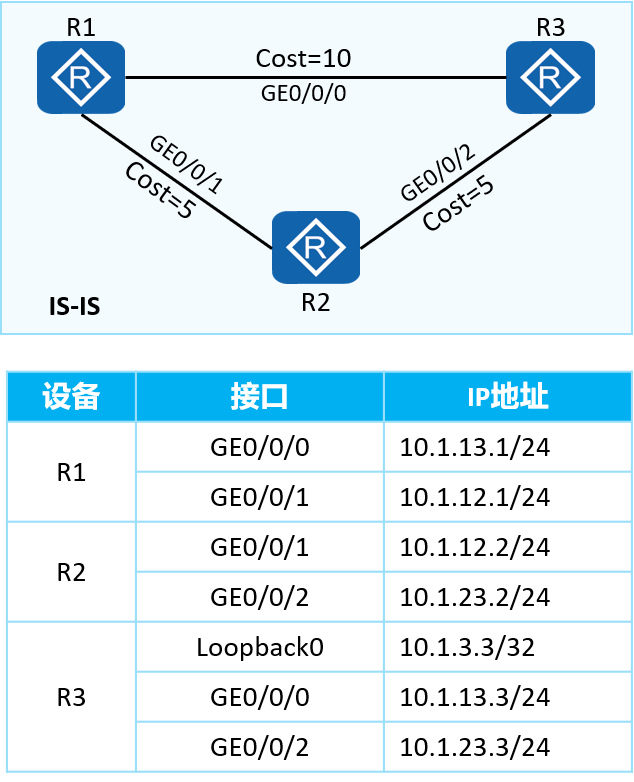 R1
R3
Cost=10
GE0/0/0
GE0/0/1
Cost=5
GE0/0/2
Cost=5
R
R
R
R2
IS-IS
设备 接口 IP地址
R1 GE0/0/0 10.1.13.1/24
GE0/0/1 10.1.12.1/24
R2 GE0/0/1 10.1.12.2/24
GE0/0/2 10.1.23.2/24
R3 Loopback0 10.1.3.3/32
GE0/0/0 10.1.13.3/24
GE0/0/2 10.1.23.3/24